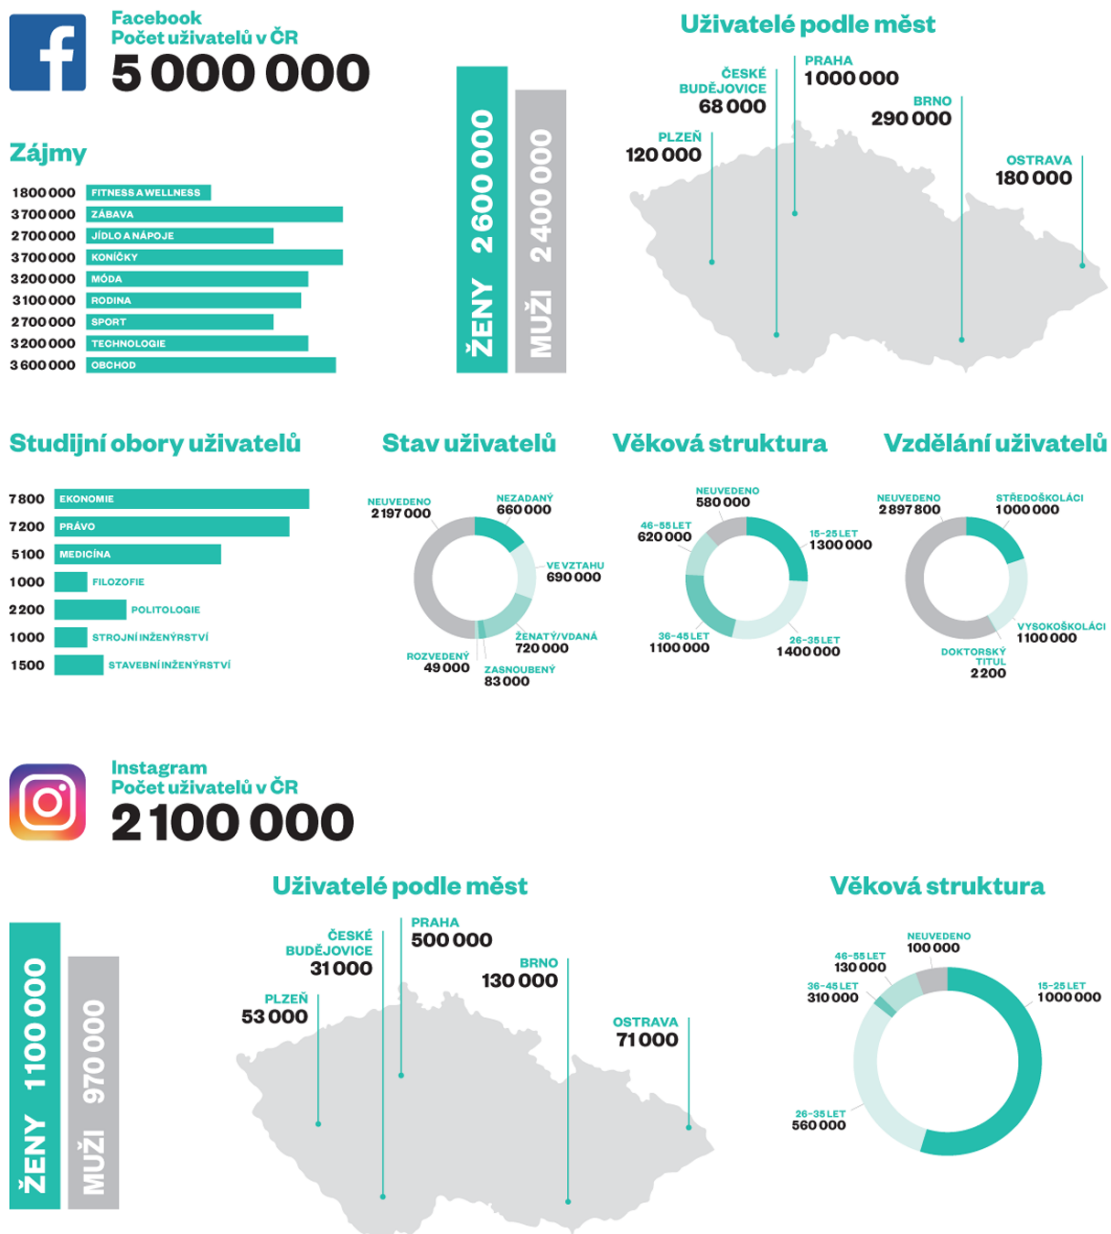 Facebook
Počet uživatelů v ČR
5 000 000
Zájmy
1 800 000 FITNESS A WELLNESS
3 700 000 ZÁBAVA
2 700 000 JÍDLO A NÁPOJE
3 700 000 KONÍČKY
3 200 000 MÓDA
3 100 000 RODINA
2 700 000 SPORT
3 200 000 TECHNOLOGIE
3 600 000 OBCHOD
ŽENY 2 600 000
MUŽI 2 400 000
Uživatelé podle měst
PRAHA
1 000 000
ČESKÉ
BUDĚJOVICE
68 000
BRNO
290 000
PLZEŇ
120 000
OSTRAVA
180 000
Studijní obory uživatelů
7 800 EKONOMIE
7 200 PRÁVO
5 100 MEDICÍNA
1 000 FILOZOFIE
2 200 POLITOLOGIE
1 000 STROJNÍ INŽENÝRSTVÍ
1 500 STAVEBNÍ INŽENÝRSTVÍ
Stav uživatelů
NEUVEDENO
2 197 000
NEZADANÝ
660 000
VE VZTAHU
690 000
ŽENATÝ/VDANÁ
720 000
ROZVEDENÝ
49 000
ZASNOUBENÝ
83 000
Věková struktura
NEUVEDENO
580 000
46–55 LET
620 000
15–25 LET
1 300 000
36–45 LET
1 100 000
26–35 LET
1 400 000
Vzdělání uživatelů
NEUVEDENO
2 897 800
STŘEDOŠKOLÁCI
1 000 000
VYSOKOŠKOLÁCI
1 100 000
DOKTORSKÝ
TITUL
2 200
Instagram
Počet uživatelů v ČR
2 100 000
ŽENY 1 100 000
MUŽI 970 000
Uživatelé podle měst
PRAHA
500 000
ČESKÉ
BUDĚJOVICE
31 000
BRNO
130 000
PLZEŇ
53 000
OSTRAVA
71 000
Věková struktura
NEUVEDENO
100 000
46–55 LET
130 000
36–45 LET
310 000
15–25 LET
1 000 000
26–35 LET
560 000